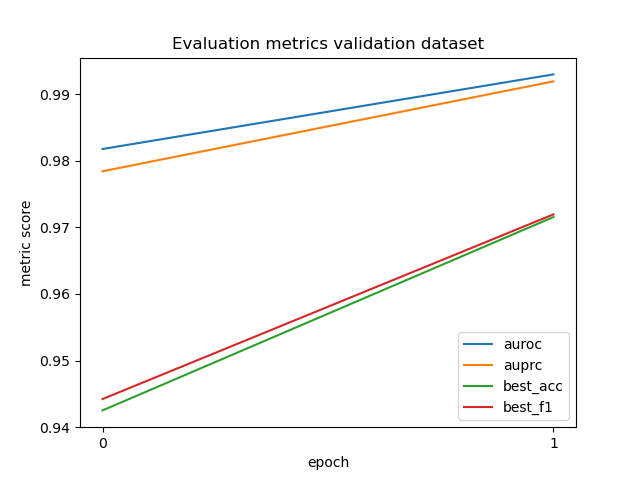 Evaluation metrics validation dataset
metric score
0.99
0.98
0.97
0.96
0.95
0.94
auroc
auprc
best_acc
best_f1
0 1
epoch